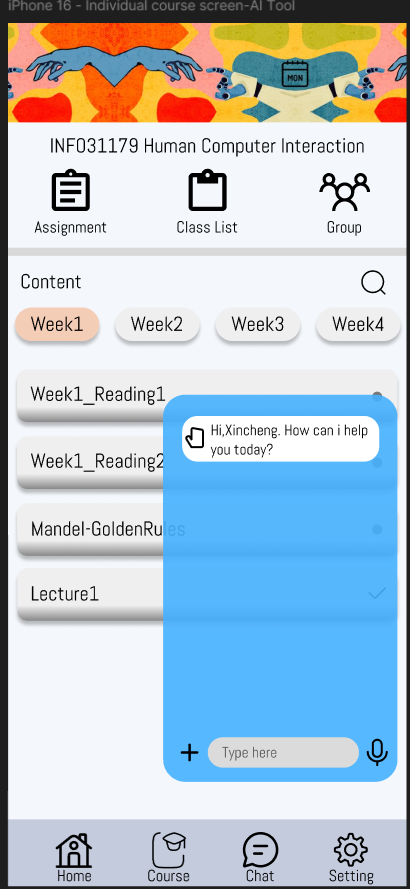 iPhone 16 - Individual course screen-AI Tool
MON
INFO31179 Human Computer Interaction
Assignment Class List Group
Content
Week1 Week2 Week3 Week4
Week1_Reading1
Hi,Xincheng. How can i help
you today?
Week1_Reading2
Mandel-GoldenRules
Lecture1
Type here
Home Course Chat Setting